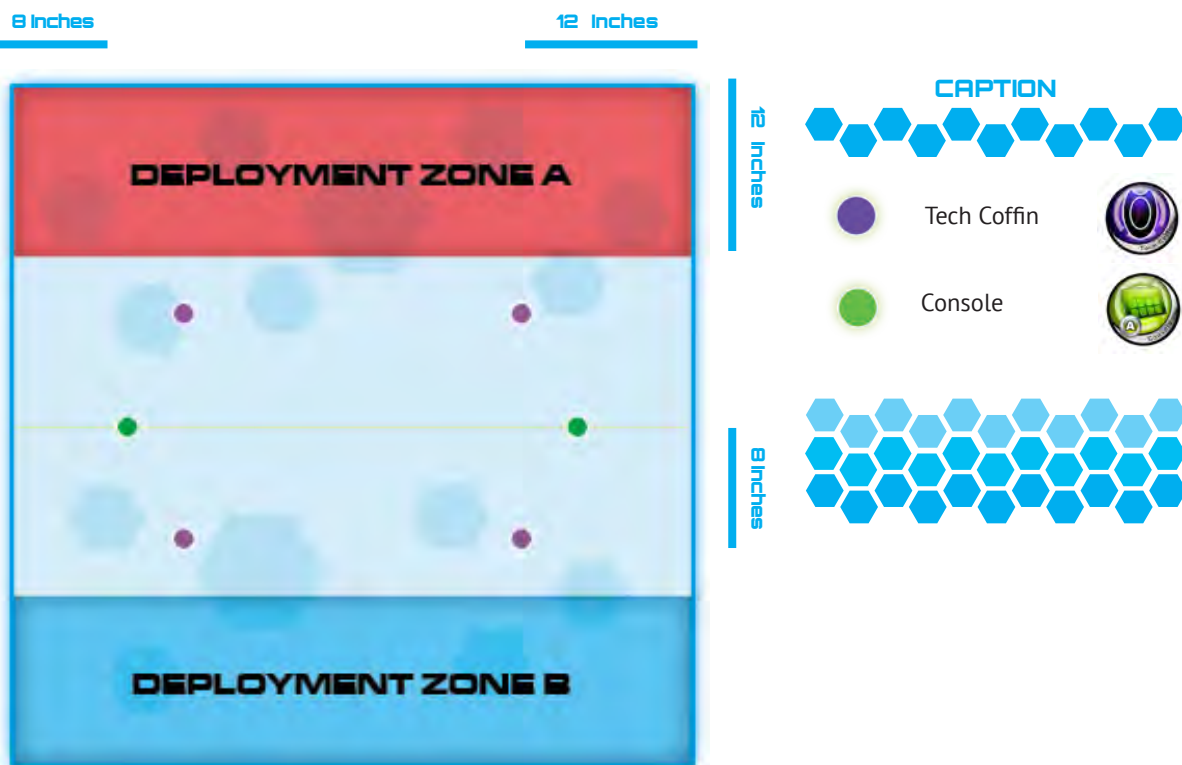 8 Inches
12 Inches
CAPTION
12 Inches
DEPLOYMENT ZONE A
Tech Coffin
Console
A
8 Inches
DEPLOYMENT ZONE B